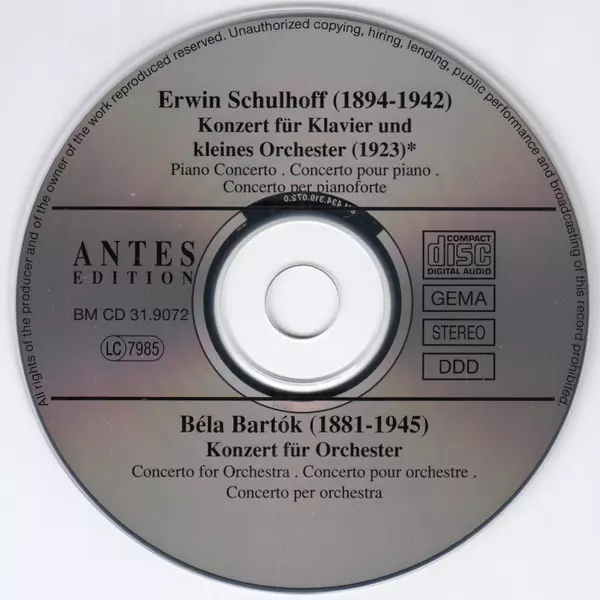 All rights of the producer and of the owner of the work reproduced reserved. Unauthorized copying, hiring, lending, public performance and broadcasting of this record prohibited.
Erwin Schulhoff (1894-1942)
Konzert für Klavier und
kleines Orchester (1923)*
Piano Concerto . Concerto pour piano .
Concerto per pianoforte
ANTES
EDITION
BM CD 31.9072
LC 7985
COMPACT
disc
DIGITAL AUDIO
GEMA
STEREO
DDD
Béla Bartók (1881-1945)
Konzert für Orchester
Concerto for Orchestra . Concerto pour orchestre .
Concerto per orchestra